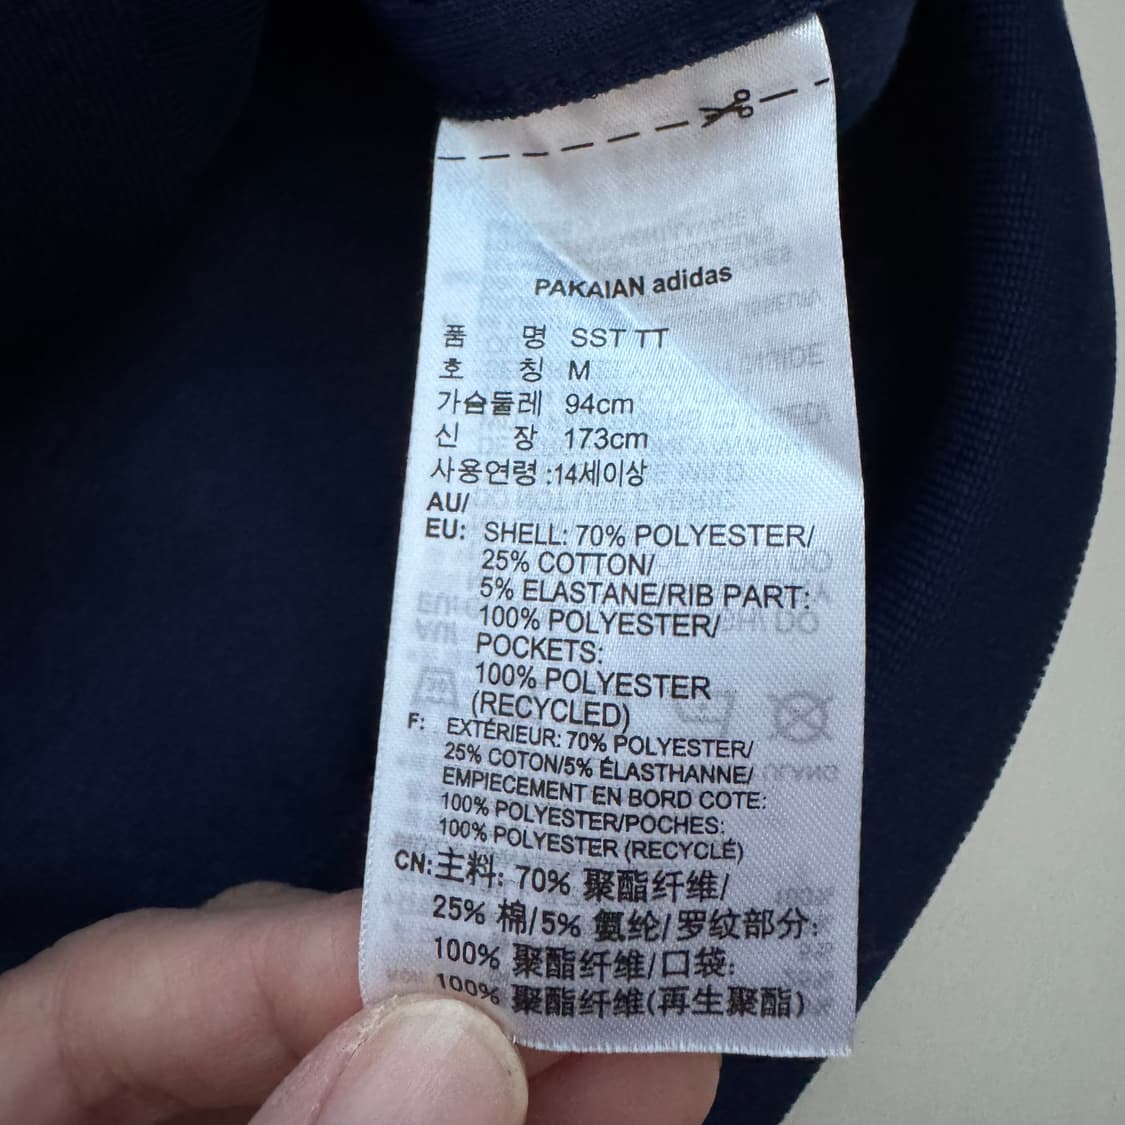 PAKAIAN adidas
품 명 SST TT
호 칭 M
가슴둘레 94cm
신 장 173cm
사용연령 :14세이상
AU/
EU: SHELL: 70% POLYESTER/
25% COTTON/
5% ELASTANE/RIB PART:
100% POLYESTER/
POCKETS:
100% POLYESTER
(RECYCLED)
F: EXTÉRIEUR: 70% POLYESTER/
25% COTON/5% ÉLASTHANNE/
EMPIECEMENT EN BORD COTE:
100% POLYESTER/POCHES:
100% POLYESTER (RECYCLÉ)
CN:主料: 70% 聚酯纤维/
25% 棉/5% 氨纶/罗纹部分:
100% 聚酯纤维/口袋:
100% 聚酯纤维(再生聚酯)